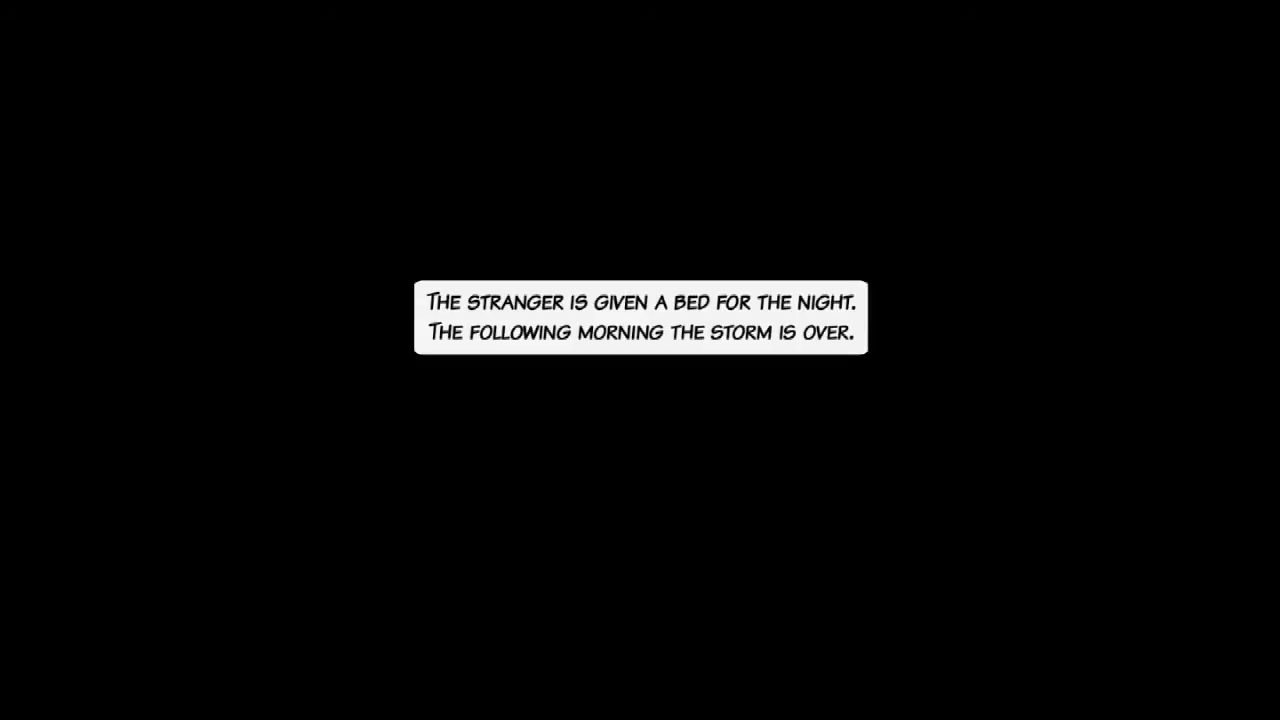 The stranger is given a bed for the night.
The following morning the storm is over.